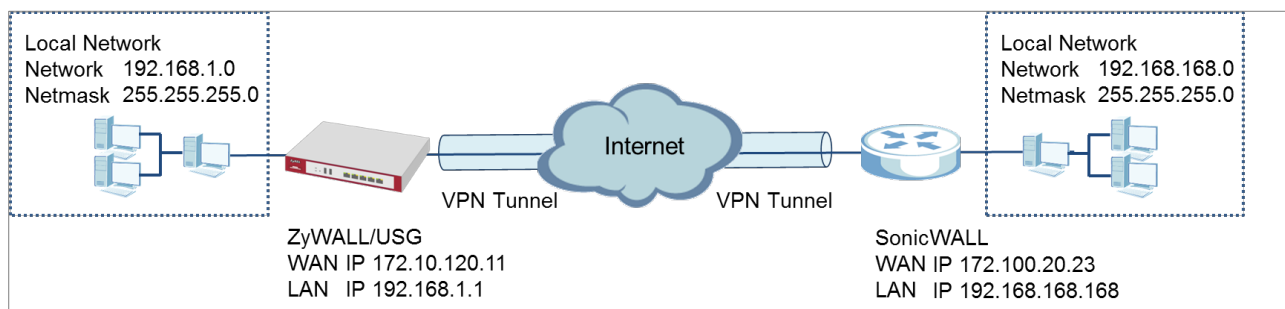 Local Network
Network 192.168.1.0
Netmask 255.255.255.0
Local Network
Network 192.168.168.0
Netmask 255.255.255.0
Internet
VPN Tunnel
VPN Tunnel
ZyWALL/USG
WAN IP 172.10.120.11
LAN IP 192.168.1.1
SonicWALL
WAN IP 172.100.20.23
LAN IP 192.168.168.168